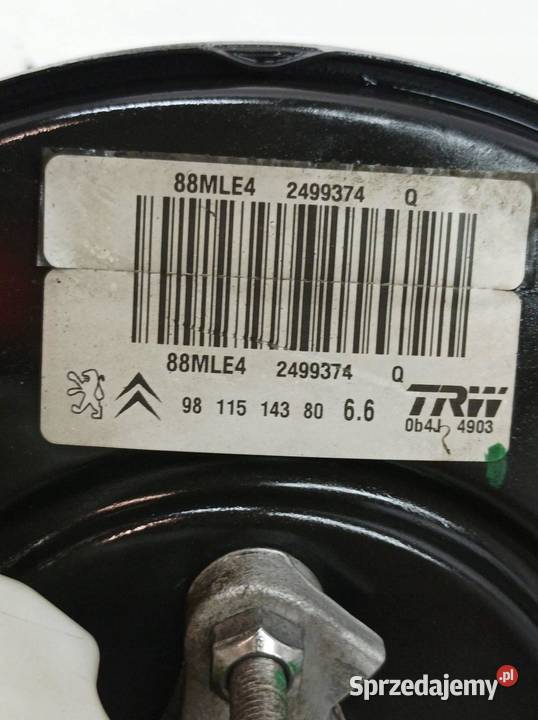 88MLE4 2499374 Q
88MLE4 2499374 Q
98 115 143 80 6.6 TRW
0b4J 4903
Sprzedajemy.pl